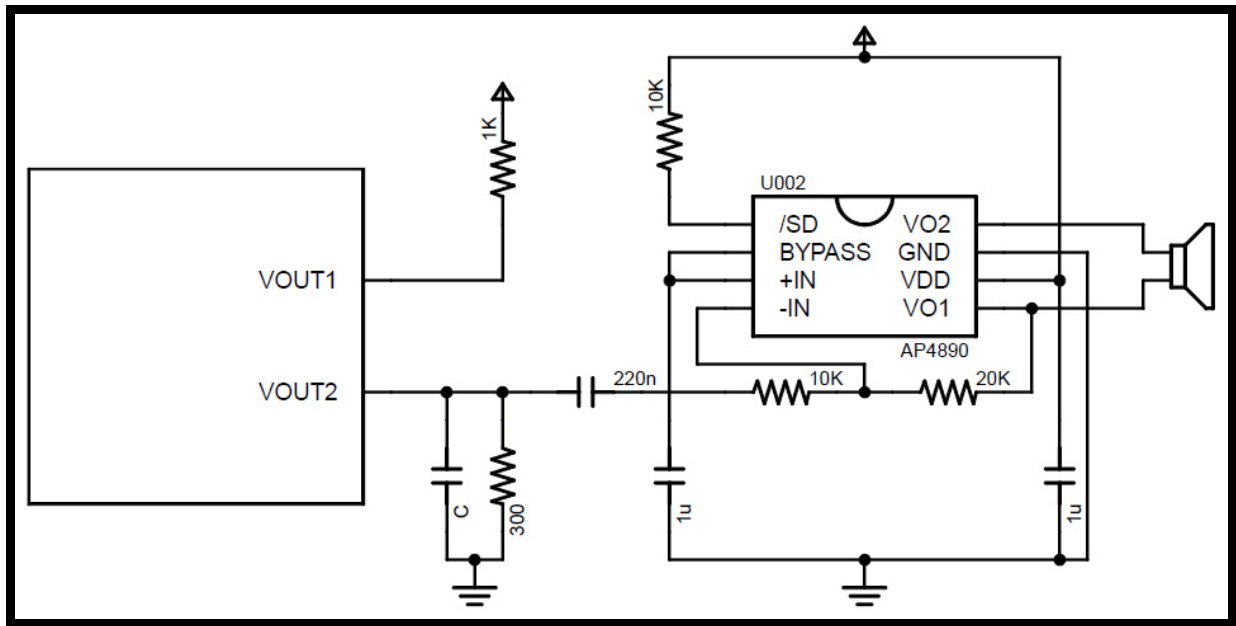 1K
10K
U002
/SD
VO2
BYPASS
GND
VOUT1
+IN
VDD
-IN
VO1
AP4890
VOUT2
220n
10K
20K
C
300
1u
1u